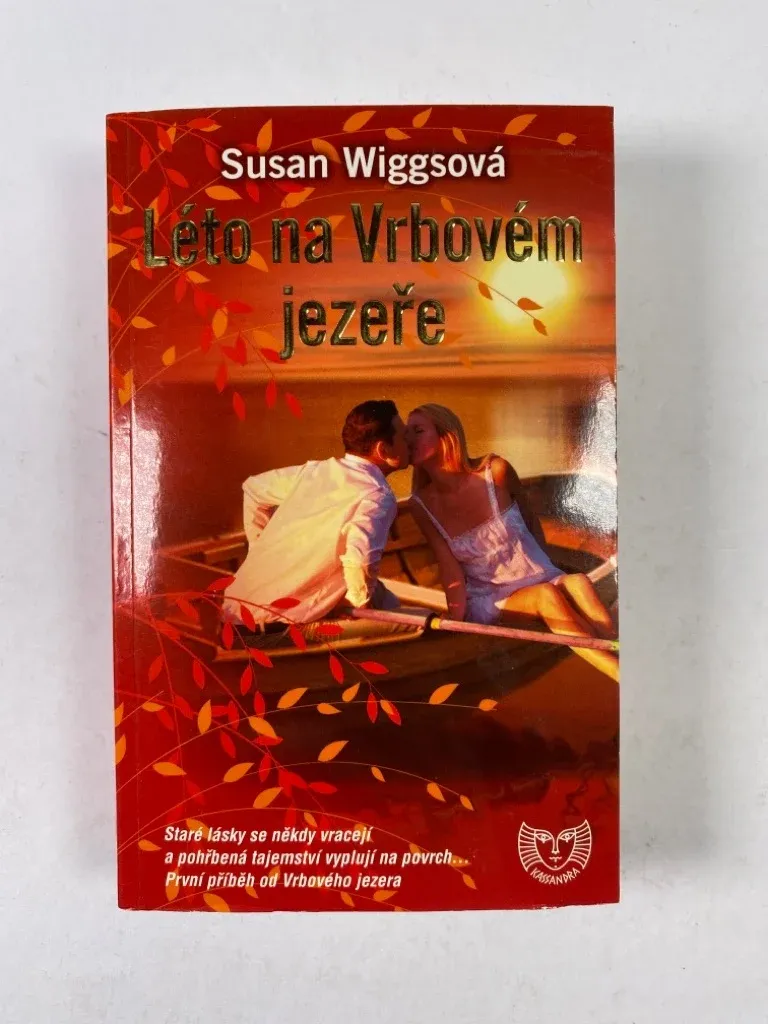 Susan Wiggsová
Léto na Vrbovém
jezeře
Staré lásky se někdy vracejí
a pohřbená tajemství vyplují na povrch...
První příběh od Vrbového jezera
KASSANDRA